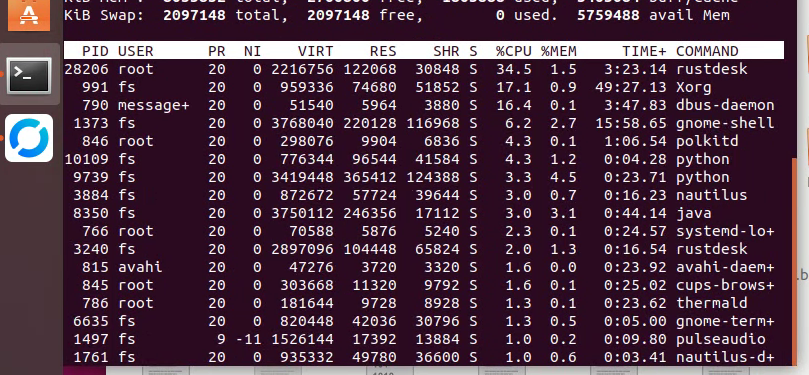 KiB Swap: 2097148 total, 2097148 free, 0 used. 5759488 avail Mem
PID USER PR NI VIRT RES SHR S %CPU %MEM TIME+ COMMAND
28206 root 20 0 2216756 122068 30848 S 34.5 1.5 3:23.14 rustdesk
991 fs 20 0 959336 74680 51852 S 17.1 0.9 49:27.13 Xorg
790 message+ 20 0 51540 5964 3880 S 16.4 0.1 3:47.83 dbus-daemon
1373 fs 20 0 3768040 220128 116968 S 6.2 2.7 15:58.65 gnome-shell
846 root 20 0 298076 9904 6836 S 4.3 0.1 1:06.54 polkitd
10109 fs 20 0 776344 96544 41584 S 4.3 1.2 0:04.28 python
9739 fs 20 0 3419448 365412 124388 S 3.3 4.5 0:23.71 python
3884 fs 20 0 872672 57724 39644 S 3.0 0.7 0:16.23 nautilus
8350 fs 20 0 3750112 246356 17112 S 3.0 3.1 0:44.14 java
766 root 20 0 70588 5876 5240 S 2.3 0.1 0:24.57 systemd-lo+
3240 fs 20 0 2897096 104448 65824 S 2.0 1.3 0:16.54 rustdesk
815 avahi 20 0 47276 3720 3320 S 1.6 0.0 0:23.92 avahi-daem+
845 root 20 0 303668 11320 9792 S 1.6 0.1 0:25.02 cups-brows+
786 root 20 0 181644 9728 8928 S 1.3 0.1 0:23.62 thermald
6635 fs 20 0 820448 42036 30796 S 1.3 0.5 0:05.00 gnome-term+
1497 fs 9 -11 1526144 17392 13884 S 1.0 0.2 0:09.80 pulseaudio
1761 fs 20 0 935332 49780 36600 S 1.0 0.6 0:03.41 nautilus-d+